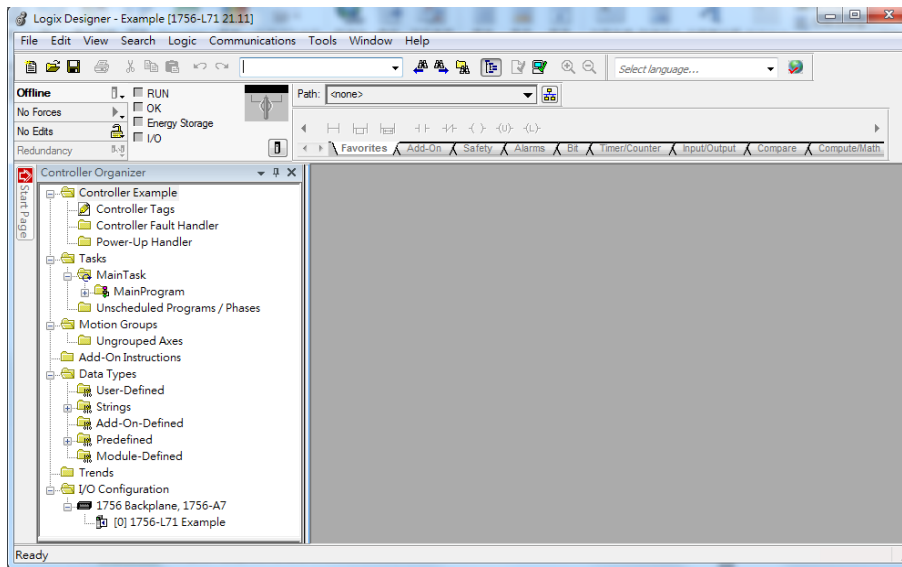 Logix Designer - Example [1756-L71 21.11]
File Edit View Search Logic Communications Tools Window Help
Select language...
Offline
RUN
No Forces
OK
No Edits
Energy Storage
Redundancy
I/O
Path: <none>
Favorites Add-On Safety Alarms Bit Timer/Counter Input/Output Compare Compute/Math
Start Page
Controller Organizer
Controller Example
Controller Tags
Controller Fault Handler
Power-Up Handler
Tasks
MainTask
MainProgram
Unscheduled Programs / Phases
Motion Groups
Ungrouped Axes
Add-On Instructions
Data Types
User-Defined
Strings
Add-On-Defined
Predefined
Module-Defined
Trends
I/O Configuration
1756 Backplane, 1756-A7
[0] 1756-L71 Example
Ready